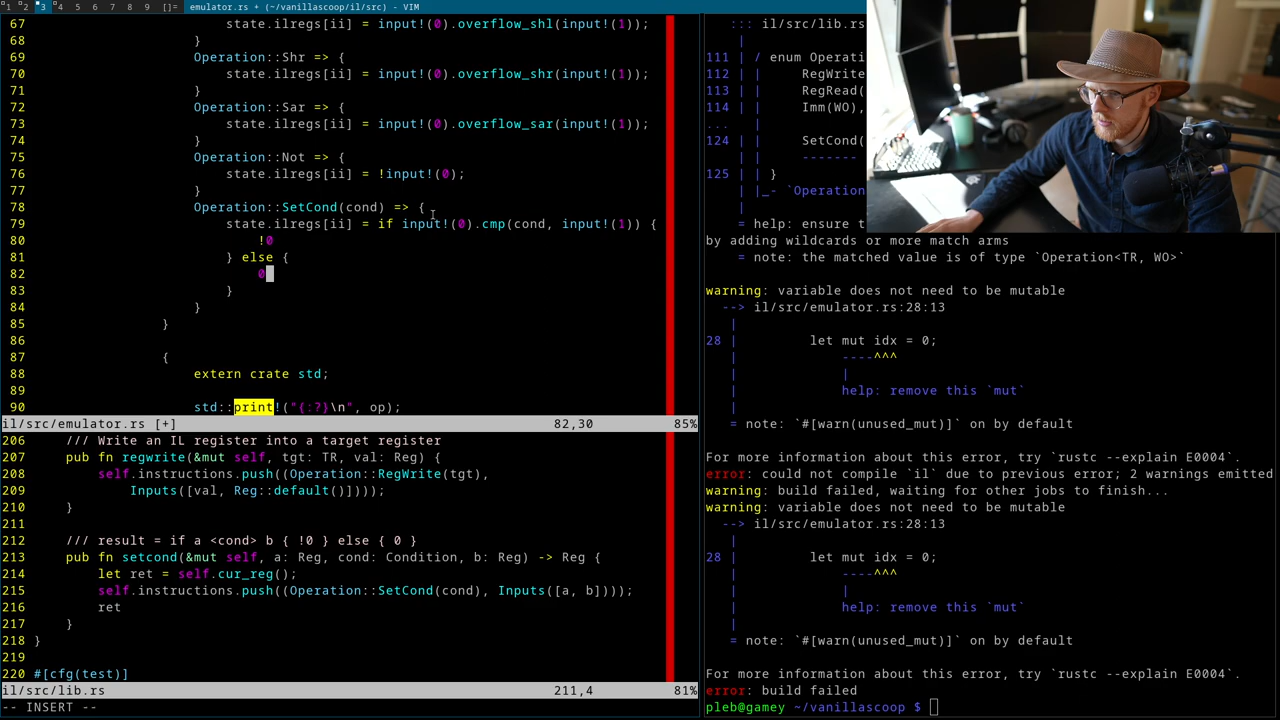 1 2 3 4 5 6 7 8 9 []= emulator.rs + (~/vanillascoop/il/src) - VIM
67 state.ilregs[ii] = input!(0).overflow_shl(input!(1));
68 }
69 Operation::Shr => {
70 state.ilregs[ii] = input!(0).overflow_shr(input!(1));
71 }
72 Operation::Sar => {
73 state.ilregs[ii] = input!(0).overflow_sar(input!(1));
74 }
75 Operation::Not => {
76 state.ilregs[ii] = !input!(0);
77 }
78 Operation::SetCond(cond) => {
79 state.ilregs[ii] = if input!(0).cmp(cond, input!(1)) {
80 !0
81 } else {
82 0
83 }
84 }
85 }
86
87 {
88 extern crate std;
89
90 std::print!("{:?}\n", op);
il/src/emulator.rs [+] 82,30 85%
206 /// Write an IL register into a target register
207 pub fn regwrite(&mut self, tgt: TR, val: Reg) {
208 self.instructions.push((Operation::RegWrite(tgt),
209 Inputs([val, Reg::default()])));
210 }
211
212 /// result = if a <cond> b { !0 } else { 0 }
213 pub fn setcond(&mut self, a: Reg, cond: Condition, b: Reg) -> Reg {
214 let ret = self.cur_reg();
215 self.instructions.push((Operation::SetCond(cond), Inputs([a, b])));
216 ret
217 }
218 }
219
220 #[cfg(test)]
il/src/lib.rs 211,4 81%
-- INSERT --
::: il/src/lib.rs
|
111 | / enum Operati
112 | | RegWrite
113 | | RegRead(
114 | | Imm(WO),
... |
124 | | SetCond(
| | -------
125 | | }
| |_- `Operation
|
= help: ensure t
by adding wildcards or more match arms
= note: the matched value is of type `Operation<TR, WO>`
warning: variable does not need to be mutable
--> il/src/emulator.rs:28:13
|
28 | let mut idx = 0;
| ----^^^
| |
| help: remove this `mut`
|
= note: `#[warn(unused_mut)]` on by default
For more information about this error, try `rustc --explain E0004`.
error: could not compile `il` due to previous error; 2 warnings emitted
warning: build failed, waiting for other jobs to finish...
warning: variable does not need to be mutable
--> il/src/emulator.rs:28:13
|
28 | let mut idx = 0;
| ----^^^
| |
| help: remove this `mut`
|
= note: `#[warn(unused_mut)]` on by default
For more information about this error, try `rustc --explain E0004`.
error: build failed
pleb@gamey ~/vanillascoop $